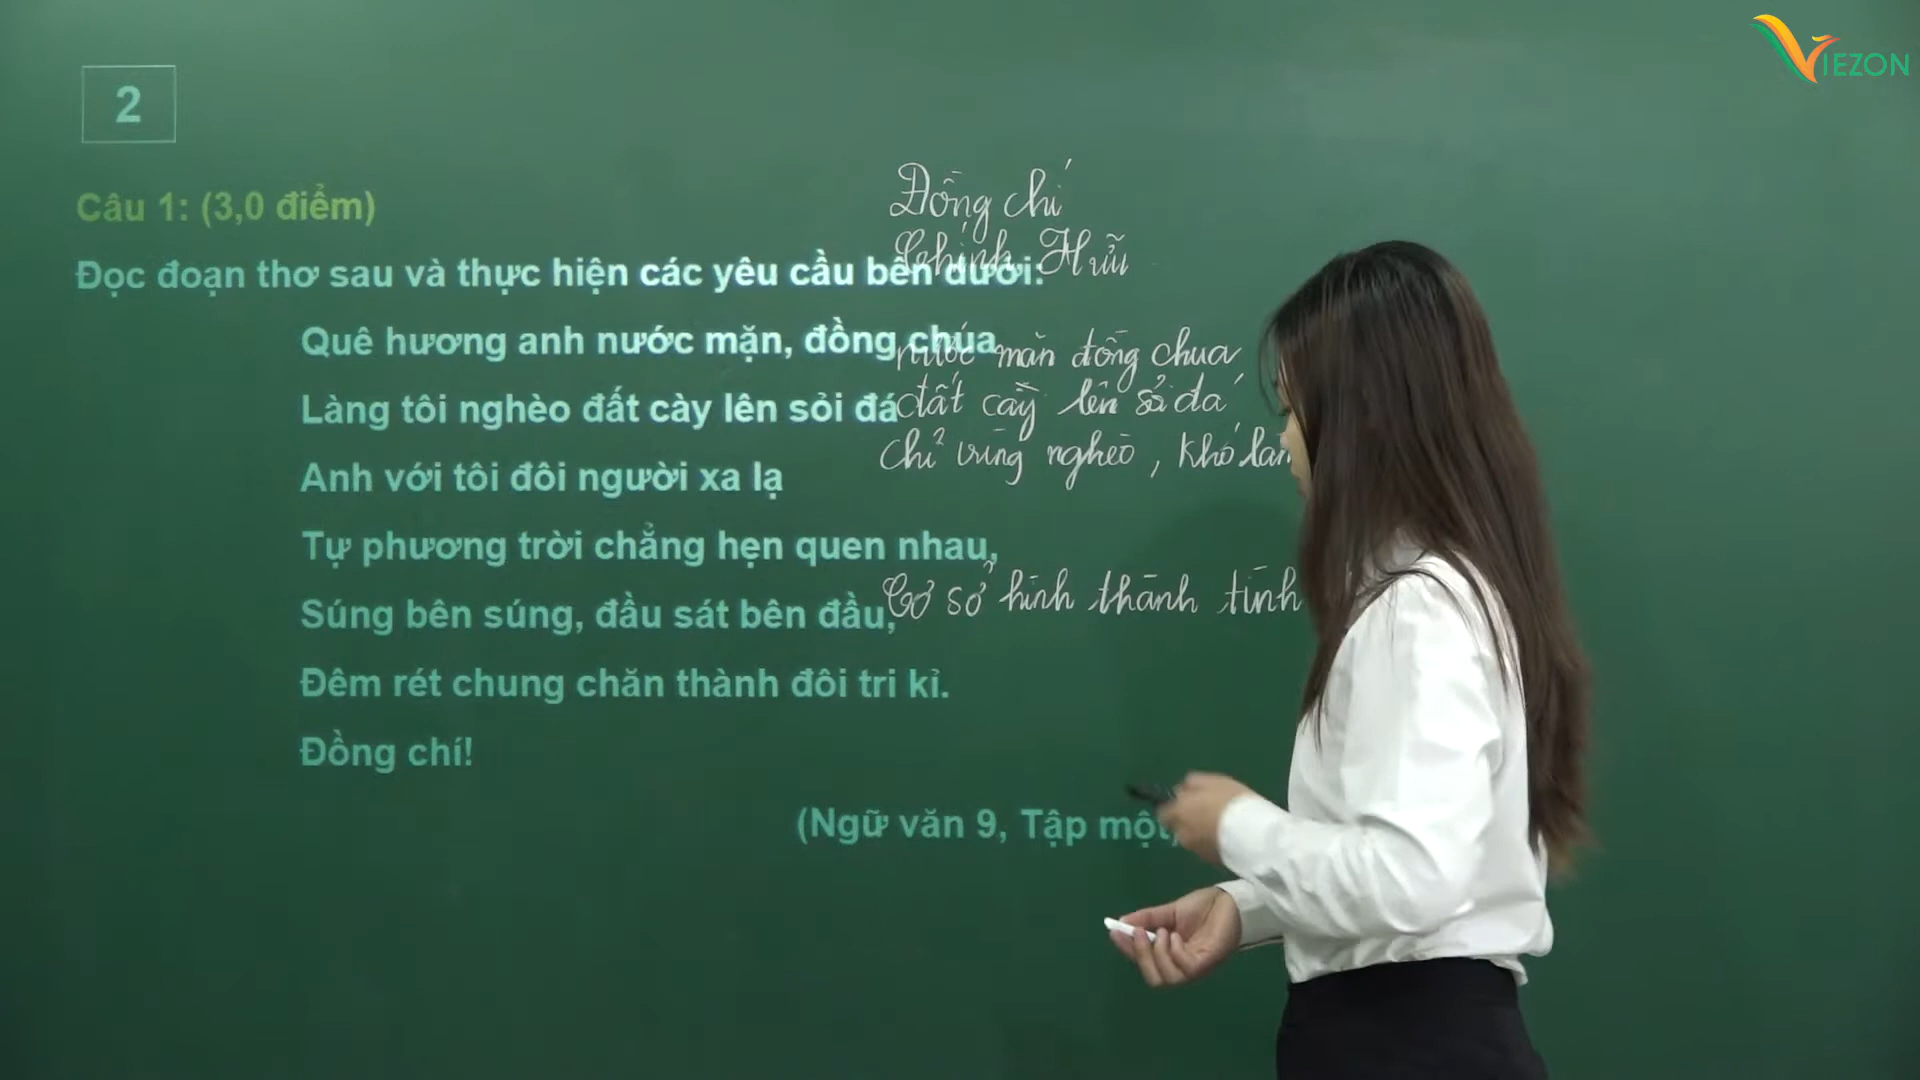 VIEZON
2
Câu 1: (3,0 điểm)
Đọc đoạn thơ sau và thực hiện các yêu cầu bên dưới:
Quê hương anh nước mặn, đồng chua
Làng tôi nghèo đất cày lên sỏi đá
Anh với tôi đôi người xa lạ
Tự phương trời chẳng hẹn quen nhau,
Súng bên súng, đầu sát bên đầu,
Đêm rét chung chăn thành đôi tri kỉ.
Đồng chí!
(Ngữ văn 9, Tập một)
Đồng chí
Chính Hữu
nước mặn đồng chua
đất cày lên sỏi đá
chỉ vùng nghèo, khó
Cơ sở hình thành tình